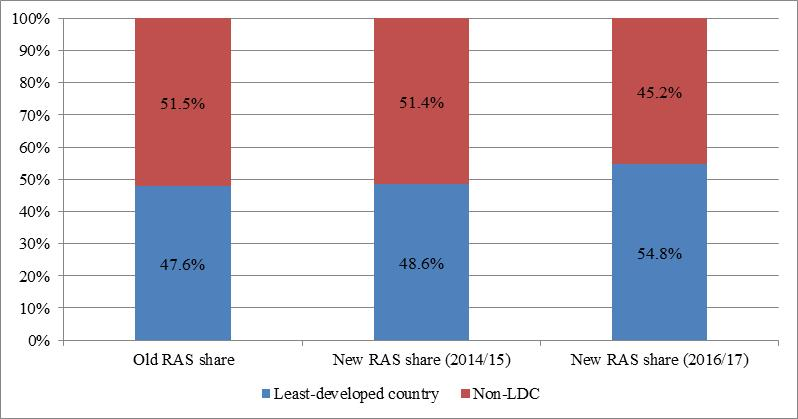 100%
90%
80%
70%
60%
50%
40%
30%
20%
10%
0%
51.5% 51.4% 45.2%
47.6% 48.6% 54.8%
Old RAS share New RAS share (2014/15) New RAS share (2016/17)
Least-developed country Non-LDC